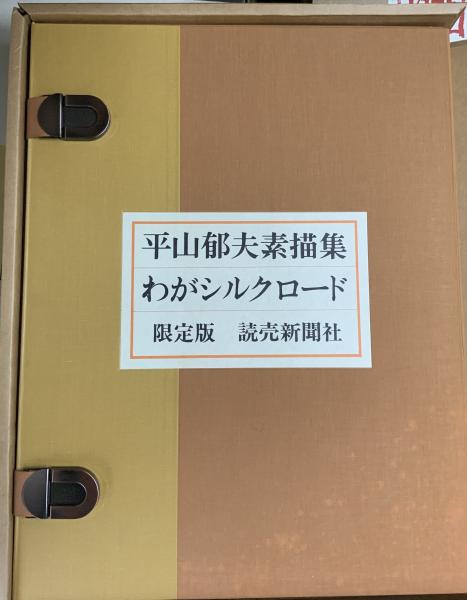 平山郁夫素描集
わがシルクロード
限定版　読売新聞社